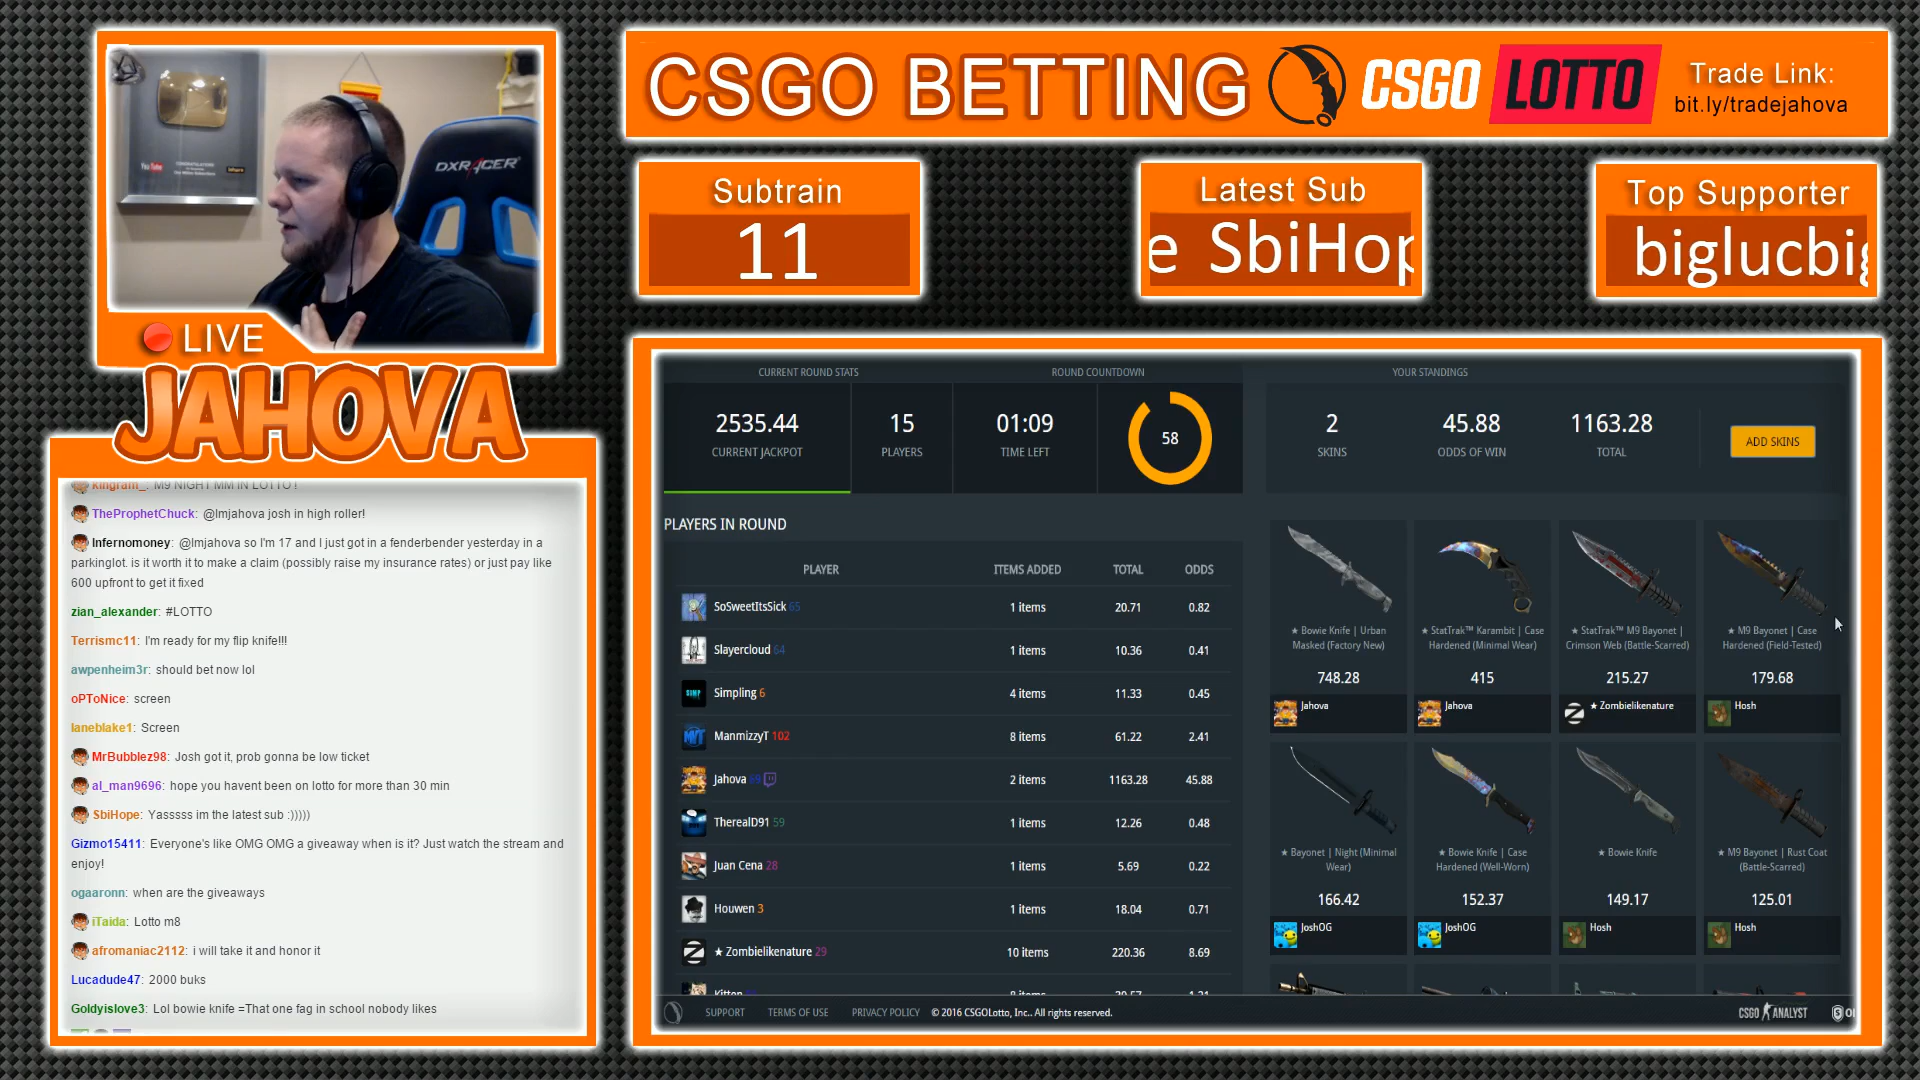 YouTube
DXRACER
LIVE
JAHOVA
CSGO BETTING
CSGO LOTTO
Trade Link:
bit.ly/tradejahova
Subtrain
11
Latest Sub
e SbiHop
Top Supporter
biglucbig
kingram_: M9 NIGHT MM IN LOTTO !
TheProphetChuck: @Imjahova josh in high roller!
Infernomoney: @Imjahova so I'm 17 and I just got in a fenderbender yesterday in a
parkinglot. is it worth it to make a claim (possibly raise my insurance rates) or just pay like
600 upfront to get it fixed
zian_alexander: #LOTTO
Terrismc11: I'm ready for my flip knife!!!
awpenheim3r: should bet now lol
oPToNice: screen
laneblake1: Screen
MrBubblez98: Josh got it, prob gonna be low ticket
al_man9696: hope you havent been on lotto for more than 30 min
SbiHope: Yasssss im the latest sub :)))))
Gizmo15411: Everyone's like OMG OMG a giveaway when is it? Just watch the stream and
enjoy!
ogaaronn: when are the giveaways
iTaida: Lotto m8
afromaniac2112: i will take it and honor it
Lucadude47: 2000 buks
Goldyislove3: Lol bowie knife =That one fag in school nobody likes
CURRENT ROUND STATS
ROUND COUNTDOWN
YOUR STANDINGS
2535.44
CURRENT JACKPOT
15
PLAYERS
01:09
TIME LEFT
58
2
SKINS
45.88
ODDS OF WIN
1163.28
TOTAL
ADD SKINS
PLAYERS IN ROUND
PLAYER ITEMS ADDED TOTAL ODDS
SoSweetItsSick 65 1 items 20.71 0.82
Slayercloud 64 1 items 10.36 0.41
SIMP Simpling 6 4 items 11.33 0.45
ManmizzyT 102 8 items 61.22 2.41
Jahova 2 items 1163.28 45.88
TherealD91 59 1 items 12.26 0.48
Juan Cena 28 1 items 5.69 0.22
Houwen 3 1 items 18.04 0.71
★ Zombielikenature 29 10 items 220.36 8.69
Kitten
★ Bowie Knife | Urban
Masked (Factory New)
748.28
Jahova
★ StatTrak™ Karambit | Case
Hardened (Minimal Wear)
415
Jahova
★ StatTrak™ M9 Bayonet |
Crimson Web (Battle-Scarred)
215.27
★ Zombielikenature
★ M9 Bayonet | Case
Hardened (Field-Tested)
179.68
Hosh
★ Bayonet | Night (Minimal
Wear)
166.42
JoshOG
★ Bowie Knife | Case
Hardened (Well-Worn)
152.37
JoshOG
★ Bowie Knife
149.17
Hosh
★ M9 Bayonet | Rust Coat
(Battle-Scarred)
125.01
Hosh
SUPPORT TERMS OF USE PRIVACY POLICY © 2016 CSGOLotto, Inc.. All rights reserved.
CSGO ANALYST